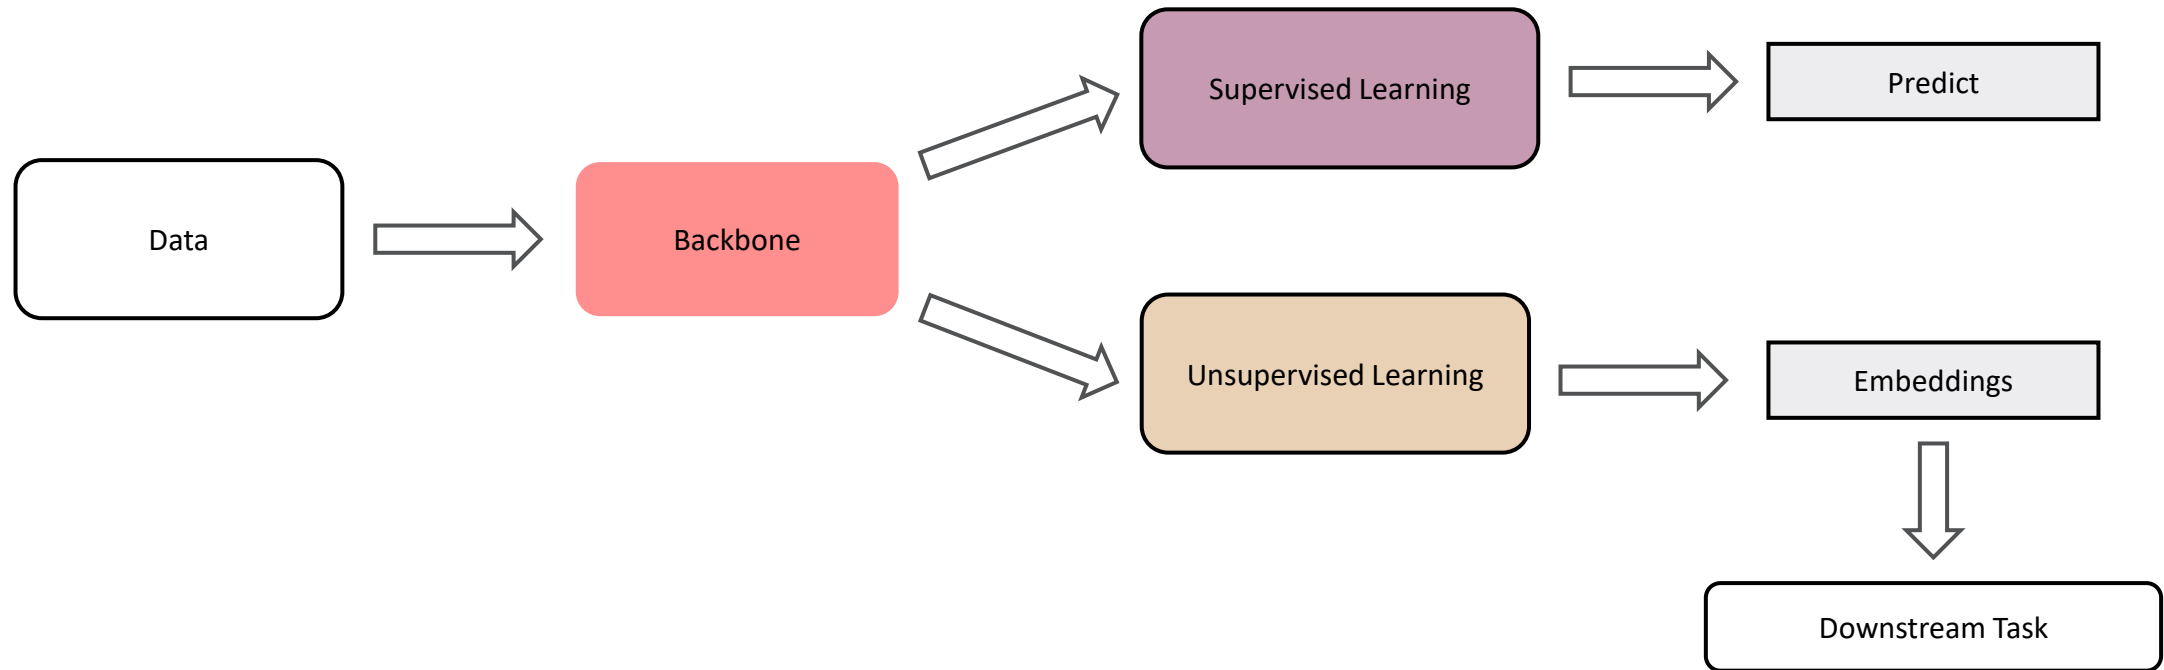 Data
Backbone
Supervised Learning
Predict
Unsupervised Learning
Embeddings
Downstream Task